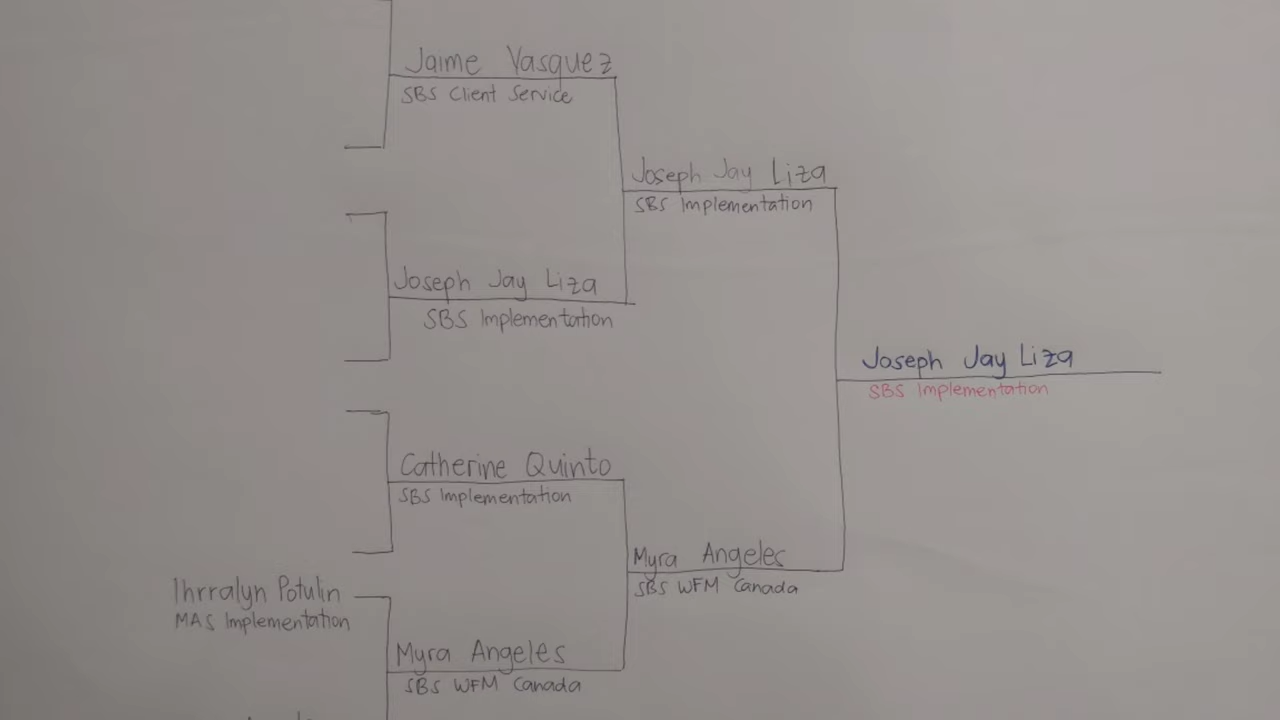 Jaime Vasquez
SBS Client Service
Joseph Jay Liza
SBS Implementation
Joseph Jay Liza
SBS Implementation
Joseph Jay Liza
SBS Implementation
Catherine Quinto
SBS Implementation
Myra Angeles
SBS WFM Canada
Ihrralyn Potulin
MAS Implementation
Myra Angeles
SBS WFM Canada